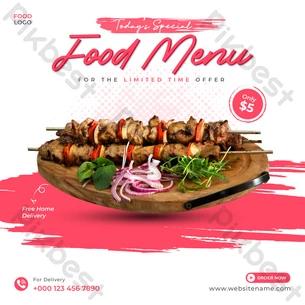 FOOD
LOGO
Today's Special
Food Menu
FOR THE LIMITED TIME OFFER
Only
$5
Free Home
Delivery
For Delivery
+000 123 456 7890
ORDER NOW
www.websitename.com
pikbest